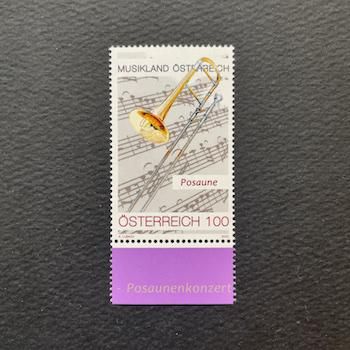 MUSIKLAND ÖSTERREICH
Posaune
ÖSTERREICH 100
- Posaunenkonzert